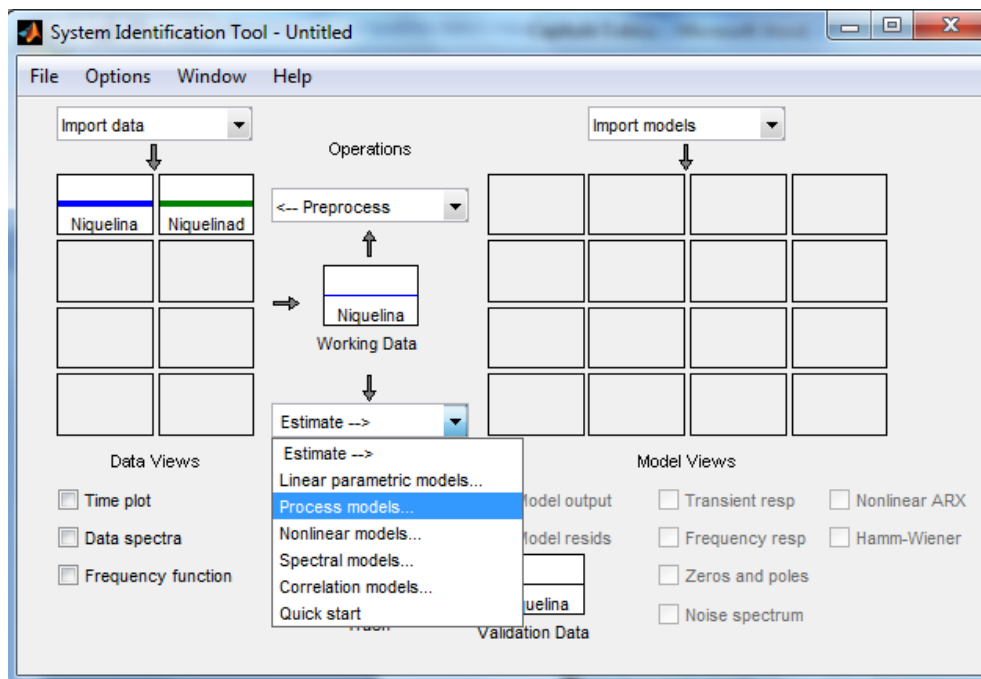 System Identification Tool - Untitled
File Options Window Help
Import data
Import models
Operations
Niquelina
Niquelinad
<-- Preprocess
Niquelina
Working Data
Estimate -->
Data Views
Model Views
Estimate -->
Linear parametric models...
Process models...
Nonlinear models...
Spectral models...
Correlation models...
Quick start
Time plot
Data spectra
Frequency function
Model output
Model resids
Transient resp
Frequency resp
Zeros and poles
Noise spectrum
Nonlinear ARX
Hamm-Wiener
quelina
Validation Data